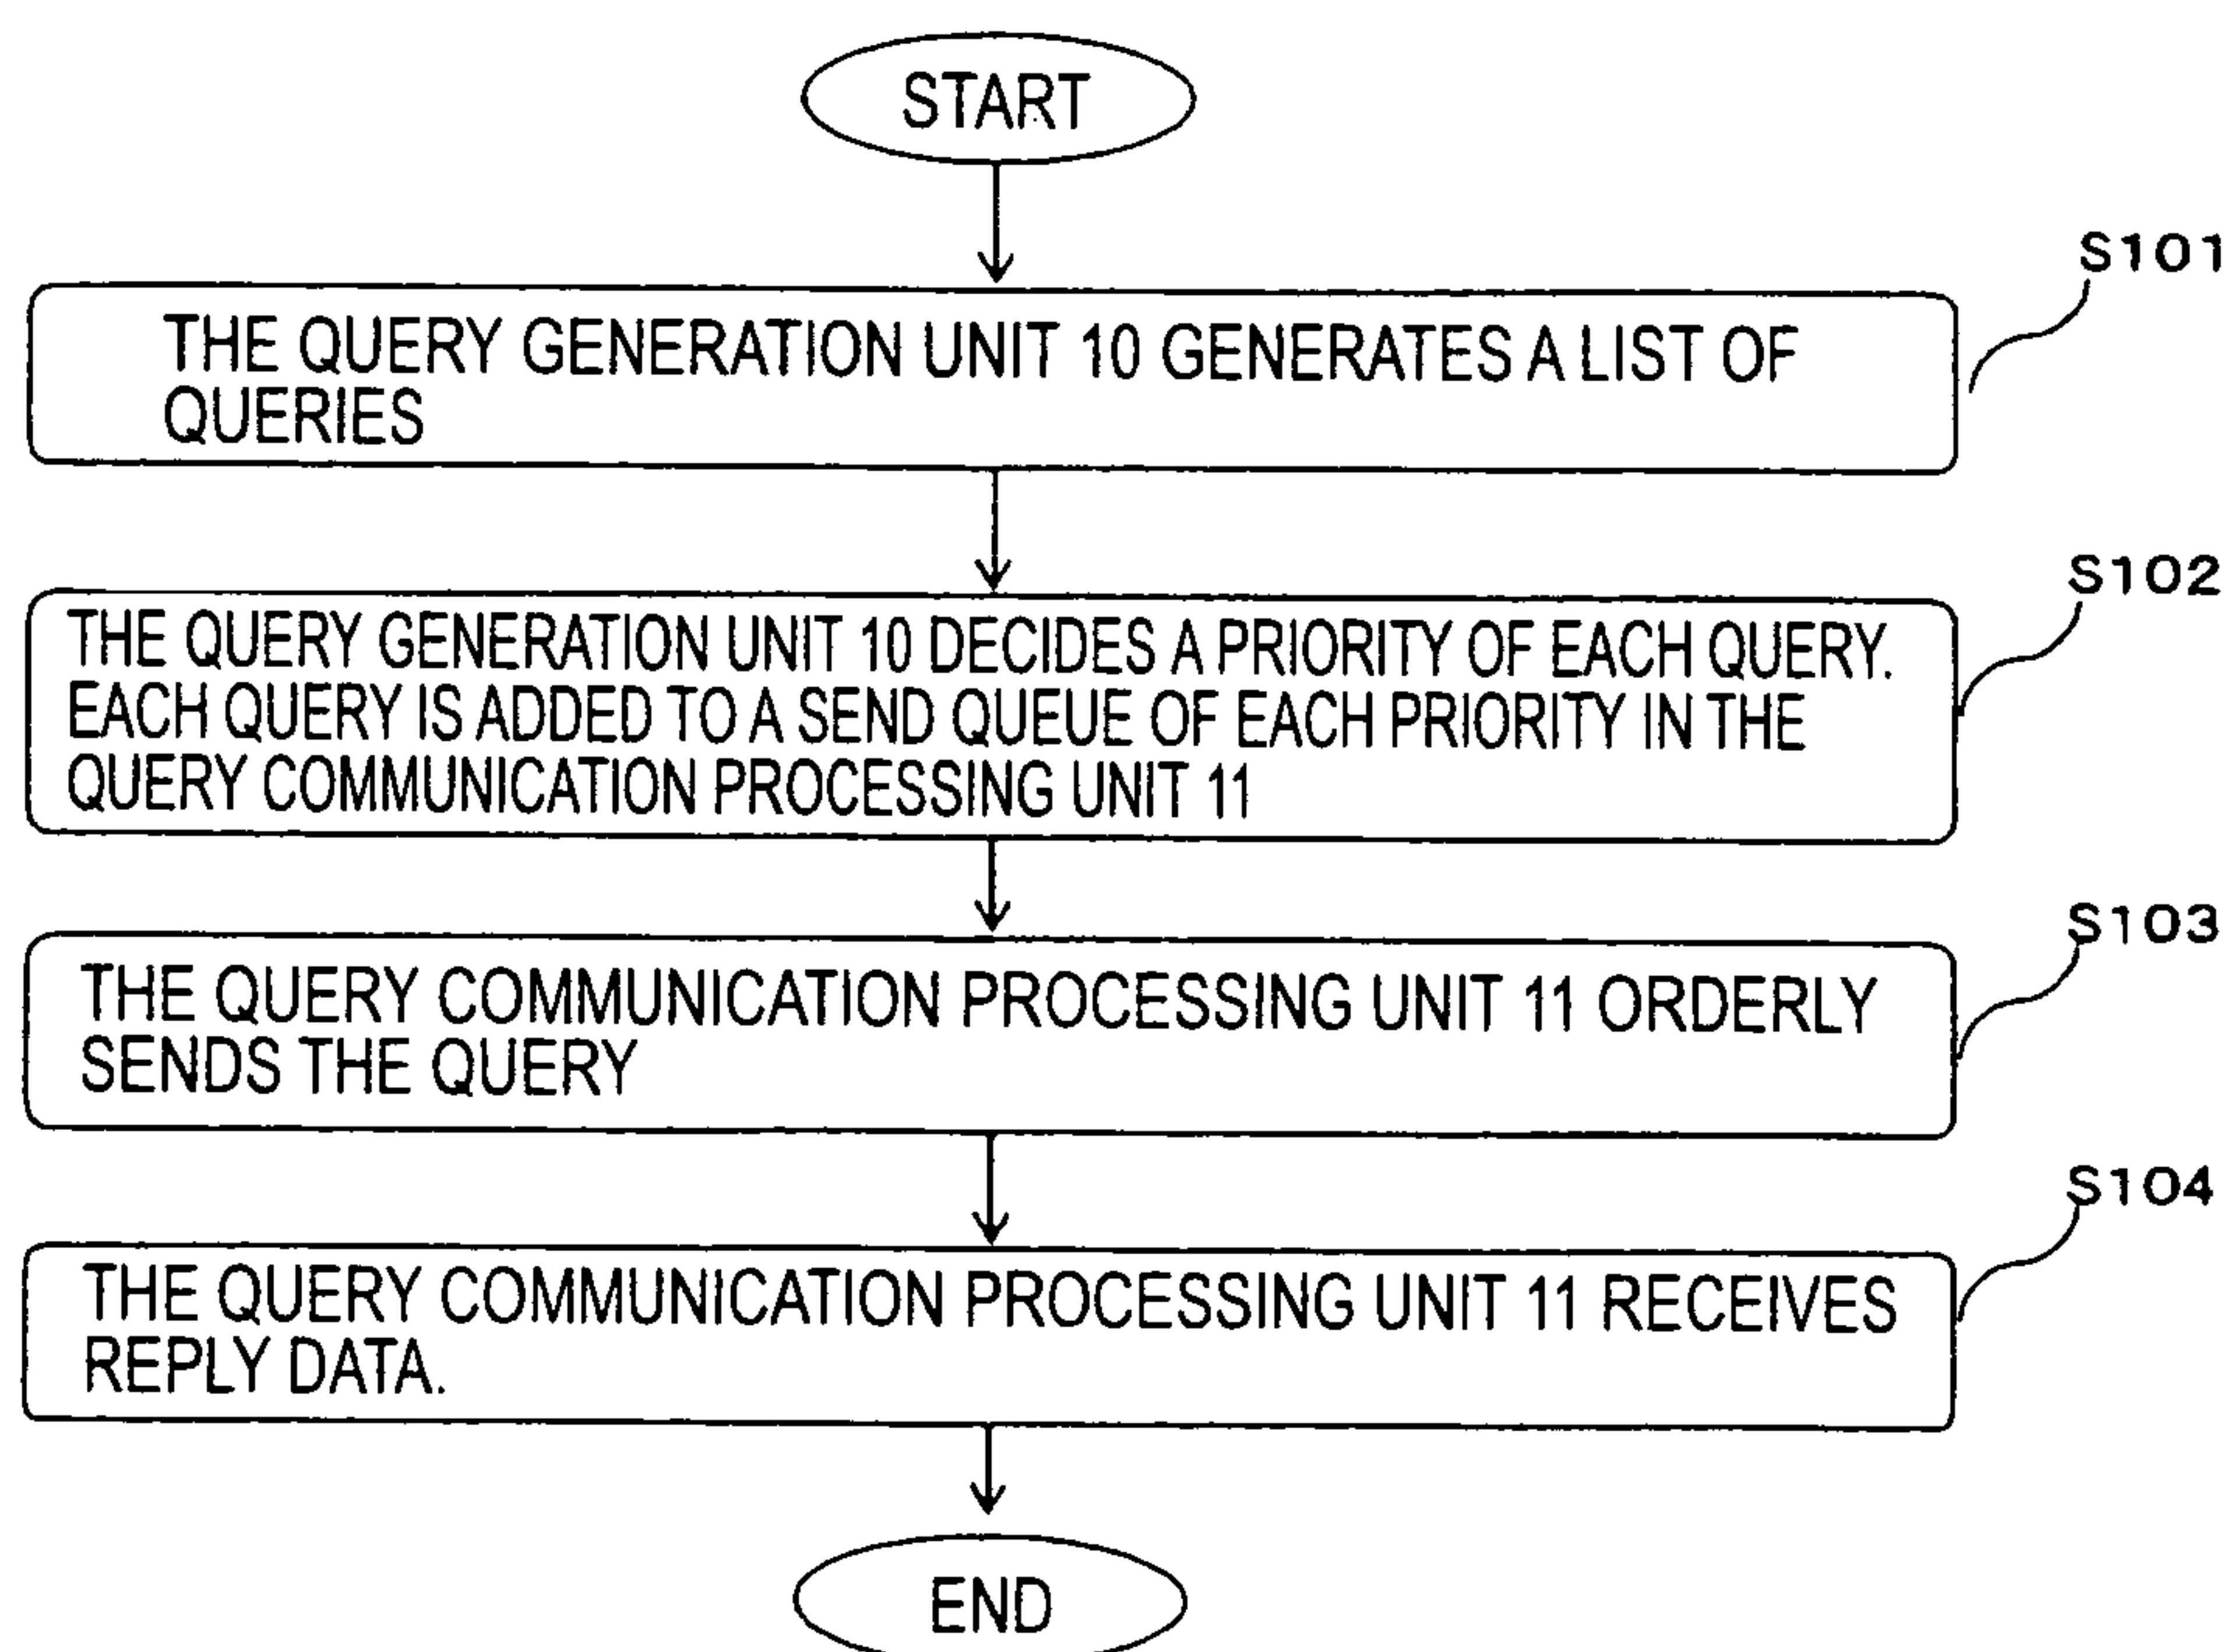 START
S101
THE QUERY GENERATION UNIT 10 GENERATES A LIST OF
QUERIES
S102
THE QUERY GENERATION UNIT 10 DECIDES A PRIORITY OF EACH QUERY.
EACH QUERY IS ADDED TO A SEND QUEUE OF EACH PRIORITY IN THE
QUERY COMMUNICATION PROCESSING UNIT 11
S103
THE QUERY COMMUNICATION PROCESSING UNIT 11 ORDERLY
SENDS THE QUERY
S104
THE QUERY COMMUNICATION PROCESSING UNIT 11 RECEIVES
REPLY DATA.
END